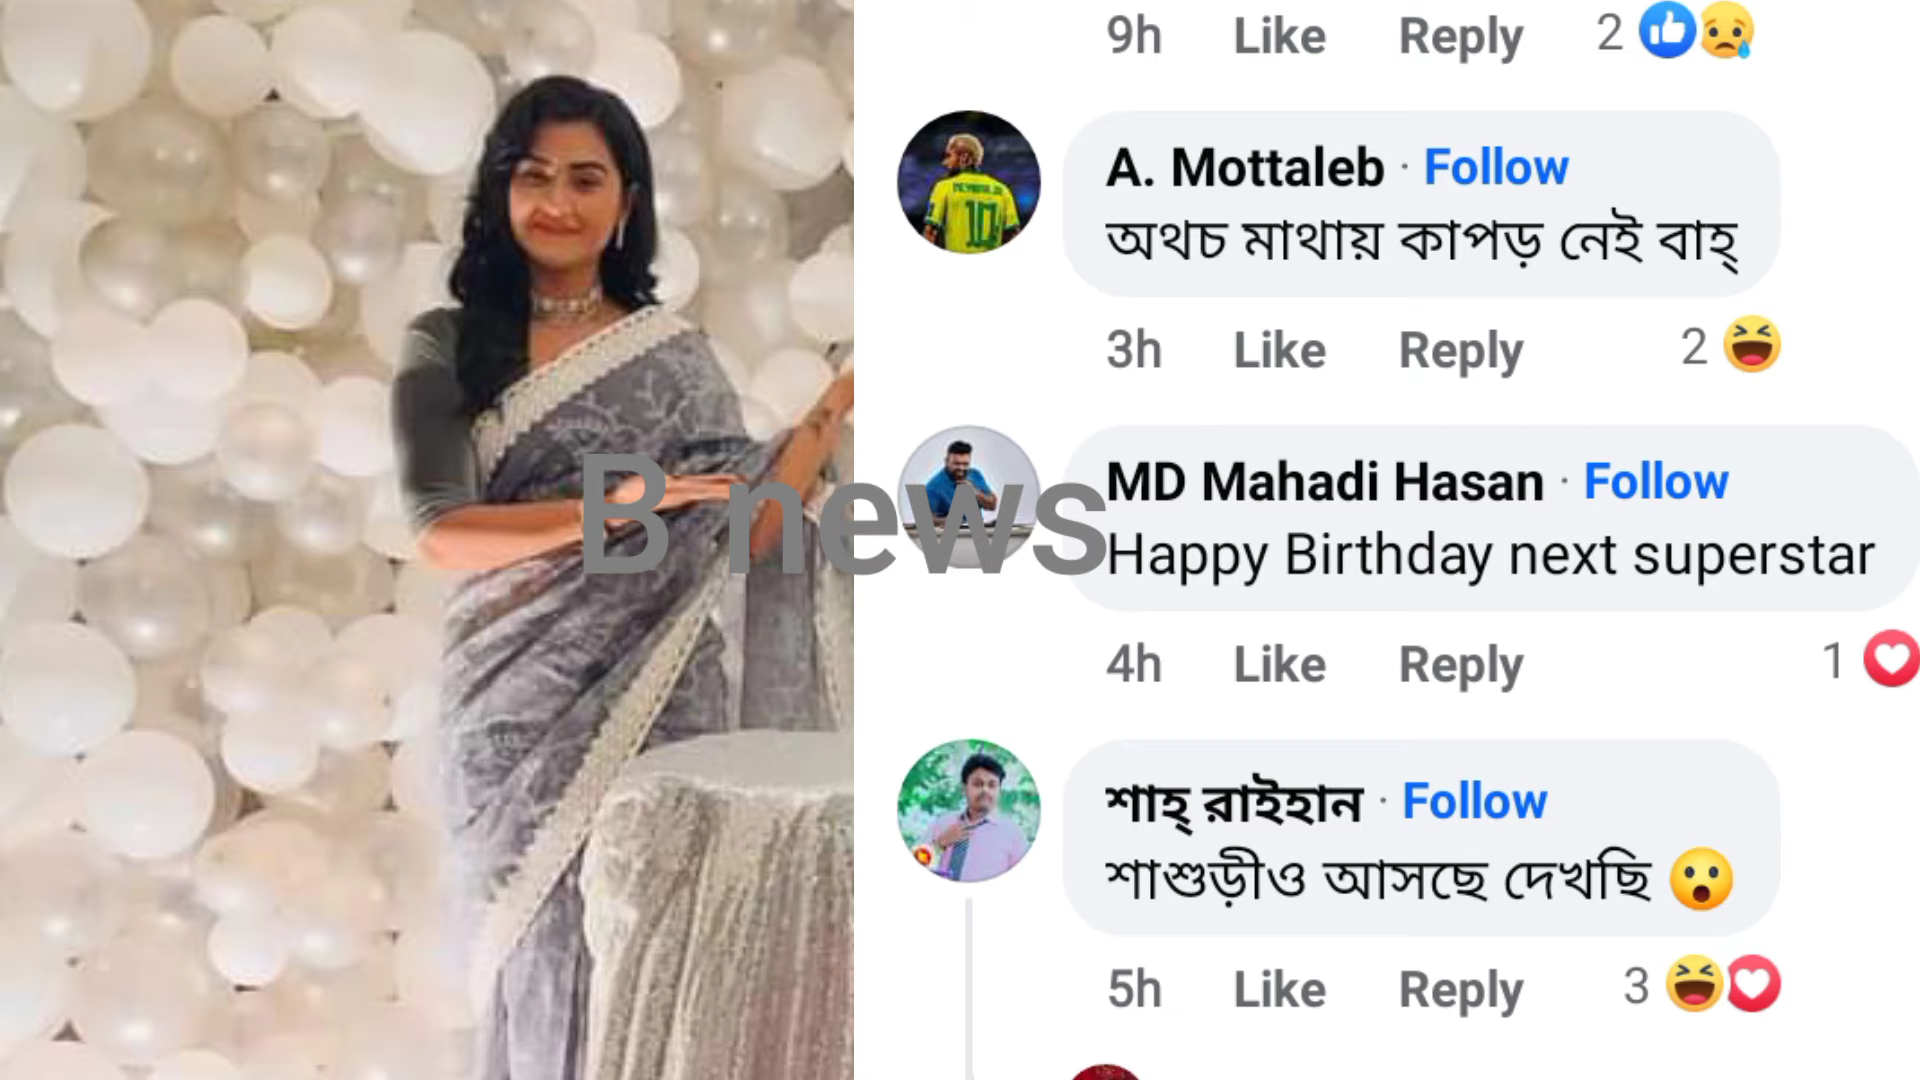 9h Like Reply 2
A. Mottaleb · Follow
অথচ মাথায় কাপড় নেই বাহ্
3h Like Reply 2
MD Mahadi Hasan · Follow
B news
Happy Birthday next superstar
4h Like Reply 1
শাহ্ রাইহান · Follow
শাশুড়ীও আসছে দেখছি 😮
5h Like Reply 3